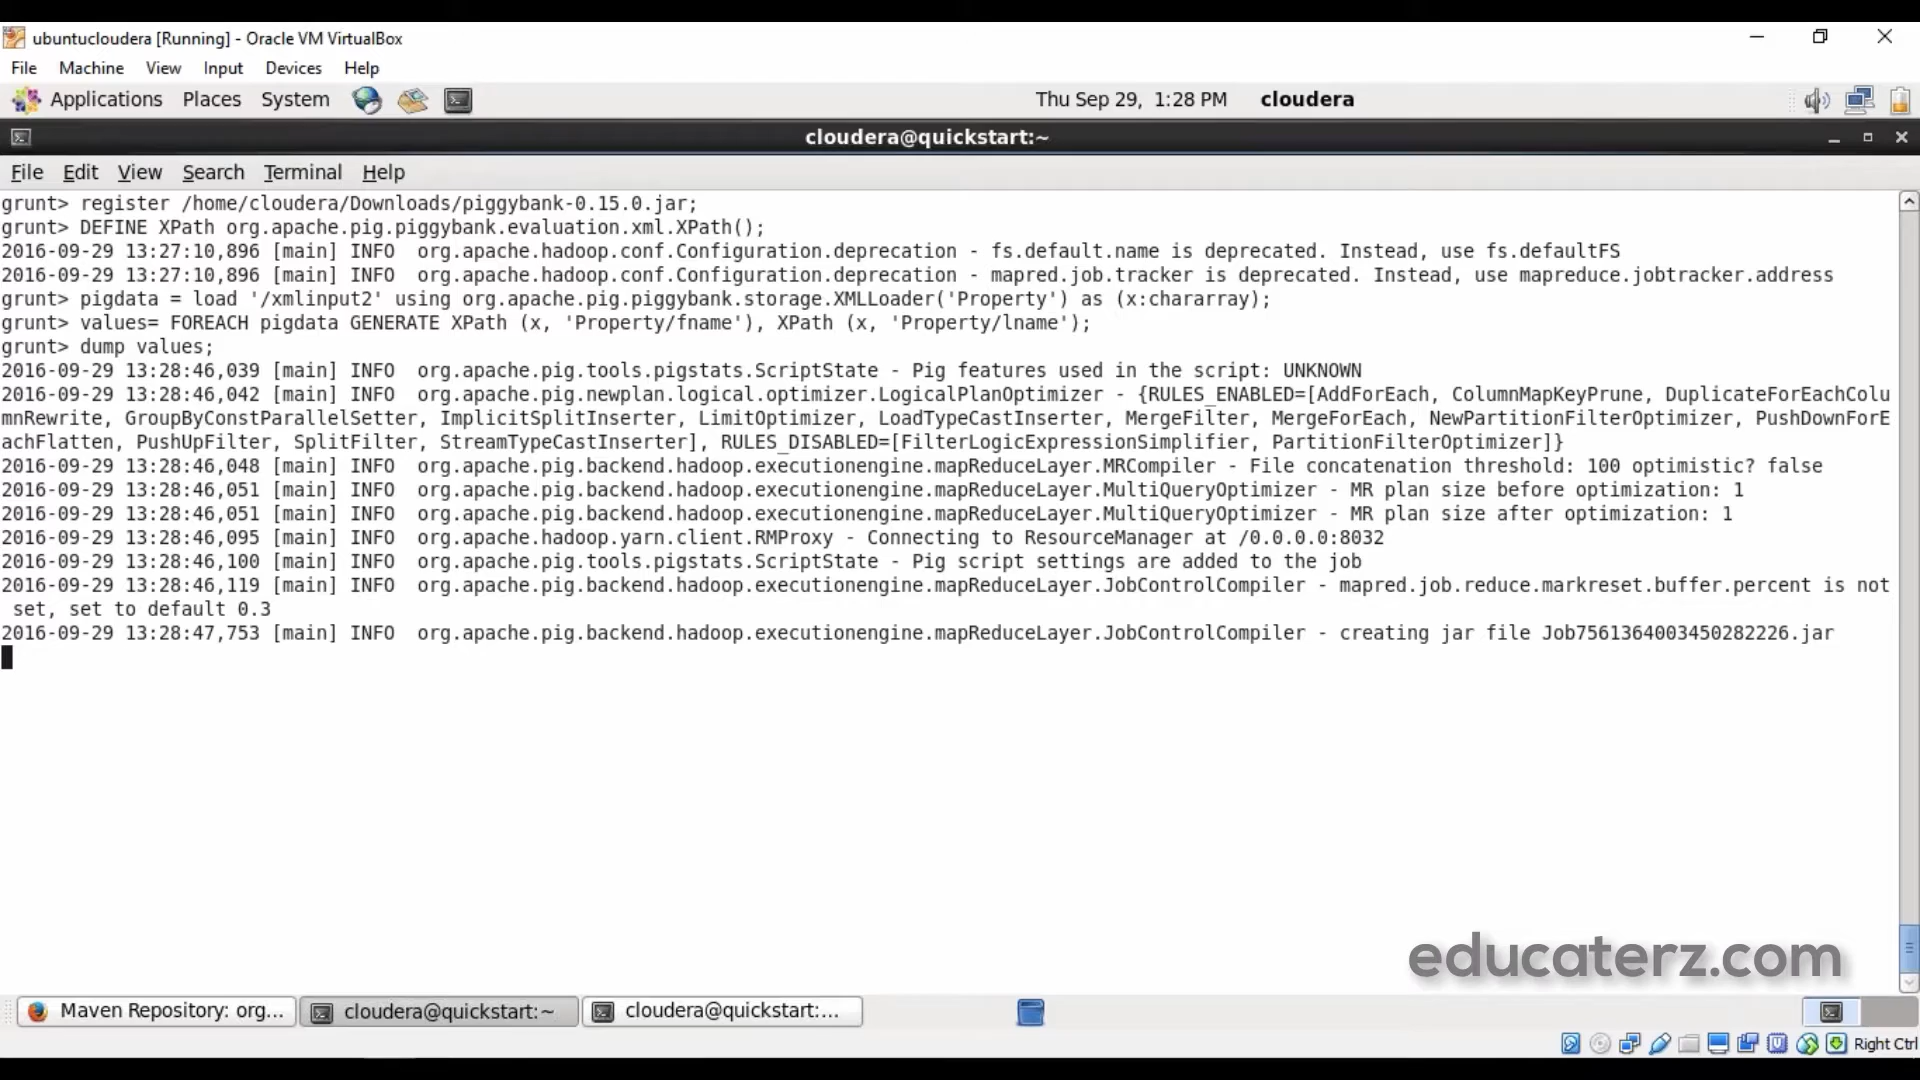 ubuntucloudera [Running] - Oracle VM VirtualBox
File Machine View Input Devices Help
Applications Places System Thu Sep 29, 1:28 PM cloudera
cloudera@quickstart:~
File Edit View Search Terminal Help
grunt> register /home/cloudera/Downloads/piggybank-0.15.0.jar;
grunt> DEFINE XPath org.apache.pig.piggybank.evaluation.xml.XPath();
2016-09-29 13:27:10,896 [main] INFO  org.apache.hadoop.conf.Configuration.deprecation - fs.default.name is deprecated. Instead, use fs.defaultFS
2016-09-29 13:27:10,896 [main] INFO  org.apache.hadoop.conf.Configuration.deprecation - mapred.job.tracker is deprecated. Instead, use mapreduce.jobtracker.address
grunt> pigdata = load '/xmlinput2' using org.apache.pig.piggybank.storage.XMLLoader('Property') as (x:chararray);
grunt> values= FOREACH pigdata GENERATE XPath (x, 'Property/fname'), XPath (x, 'Property/lname');
grunt> dump values;
2016-09-29 13:28:46,039 [main] INFO  org.apache.pig.tools.pigstats.ScriptState - Pig features used in the script: UNKNOWN
2016-09-29 13:28:46,042 [main] INFO  org.apache.pig.newplan.logical.optimizer.LogicalPlanOptimizer - {RULES_ENABLED=[AddForEach, ColumnMapKeyPrune, DuplicateForEachColu
mnRewrite, GroupByConstParallelSetter, ImplicitSplitInserter, LimitOptimizer, LoadTypeCastInserter, MergeFilter, MergeForEach, NewPartitionFilterOptimizer, PushDownForE
achFlatten, PushUpFilter, SplitFilter, StreamTypeCastInserter], RULES_DISABLED=[FilterLogicExpressionSimplifier, PartitionFilterOptimizer]}
2016-09-29 13:28:46,048 [main] INFO  org.apache.pig.backend.hadoop.executionengine.mapReduceLayer.MRCompiler - File concatenation threshold: 100 optimistic? false
2016-09-29 13:28:46,051 [main] INFO  org.apache.pig.backend.hadoop.executionengine.mapReduceLayer.MultiQueryOptimizer - MR plan size before optimization: 1
2016-09-29 13:28:46,051 [main] INFO  org.apache.pig.backend.hadoop.executionengine.mapReduceLayer.MultiQueryOptimizer - MR plan size after optimization: 1
2016-09-29 13:28:46,095 [main] INFO  org.apache.hadoop.yarn.client.RMProxy - Connecting to ResourceManager at /0.0.0.0:8032
2016-09-29 13:28:46,100 [main] INFO  org.apache.pig.tools.pigstats.ScriptState - Pig script settings are added to the job
2016-09-29 13:28:46,119 [main] INFO  org.apache.pig.backend.hadoop.executionengine.mapReduceLayer.JobControlCompiler - mapred.job.reduce.markreset.buffer.percent is not
 set, set to default 0.3
2016-09-29 13:28:47,753 [main] INFO  org.apache.pig.backend.hadoop.executionengine.mapReduceLayer.JobControlCompiler - creating jar file Job7561364003450282226.jar
educaterz.com
Maven Repository: org... cloudera@quickstart:~ cloudera@quickstart:...
Right Ctrl